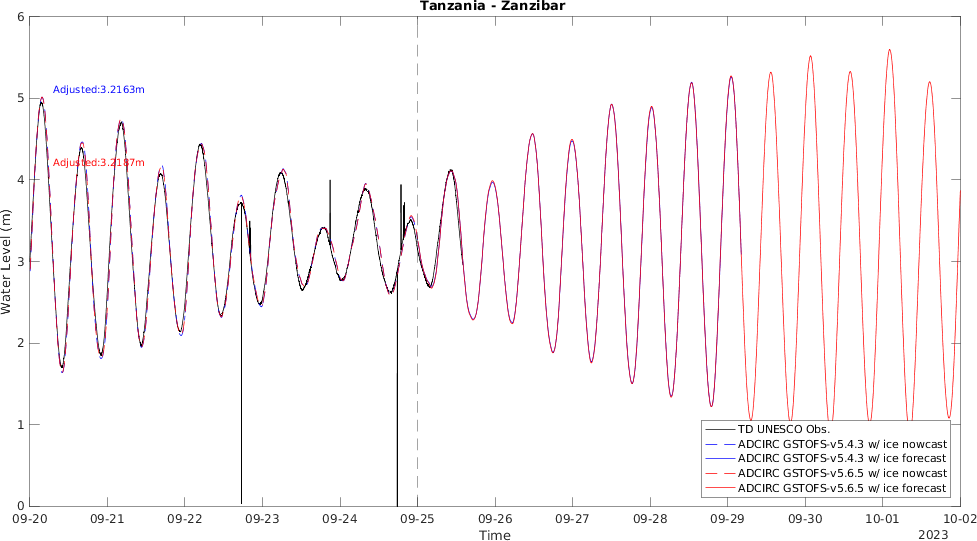 Tanzania - Zanzibar
6
5
4
3
2
1
0
Water Level (m)
Adjusted:3.2163m
Adjusted:3.2187m
TD UNESCO Obs.
ADCIRC GSTOFS-v5.4.3 w/ ice nowcast
ADCIRC GSTOFS-v5.4.3 w/ ice forecast
ADCIRC GSTOFS-v5.6.5 w/ ice nowcast
ADCIRC GSTOFS-v5.6.5 w/ ice forecast
09-20 09-21 09-22 09-23 09-24 09-25 09-26 09-27 09-28 09-29 09-30 10-01 10-02
Time
2023